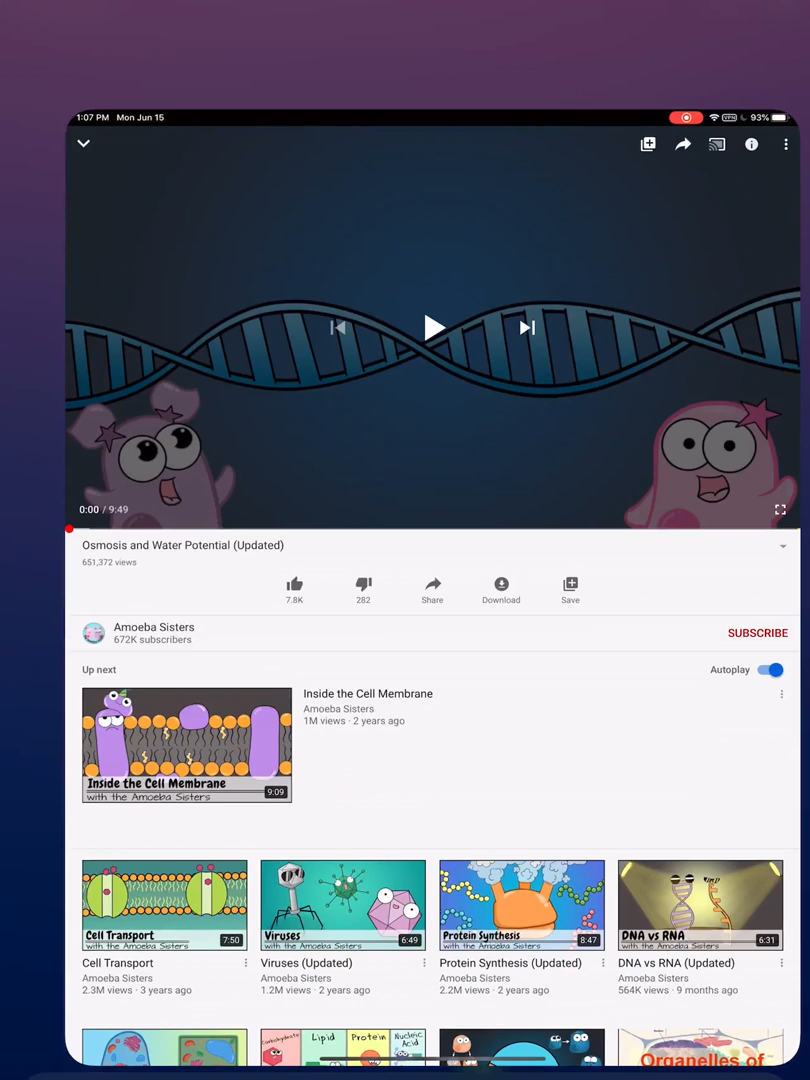 1:07 PM Mon Jun 15
VPN 93%
0:00 / 9:49
Osmosis and Water Potential (Updated)
651,372 views
7.8K 282 Share Download Save
Amoeba Sisters
672K subscribers
SUBSCRIBE
Up next
Autoplay
Inside the Cell Membrane
with the Amoeba Sisters
9:09
Inside the Cell Membrane
Amoeba Sisters
1M views · 2 years ago
Cell Transport
with the Amoeba Sisters
7:50
Cell Transport
Amoeba Sisters
2.3M views · 3 years ago
Viruses
with the Amoeba Sisters
6:49
Viruses (Updated)
Amoeba Sisters
1.2M views · 2 years ago
Protein Synthesis
with the Amoeba Sisters
8:47
Protein Synthesis (Updated)
Amoeba Sisters
2.2M views · 2 years ago
DNA vs RNA
with the Amoeba Sisters
6:31
DNA vs RNA (Updated)
Amoeba Sisters
564K views · 9 months ago
Carbohydrate Lipid Protein Nucleic Acid
Organelles of